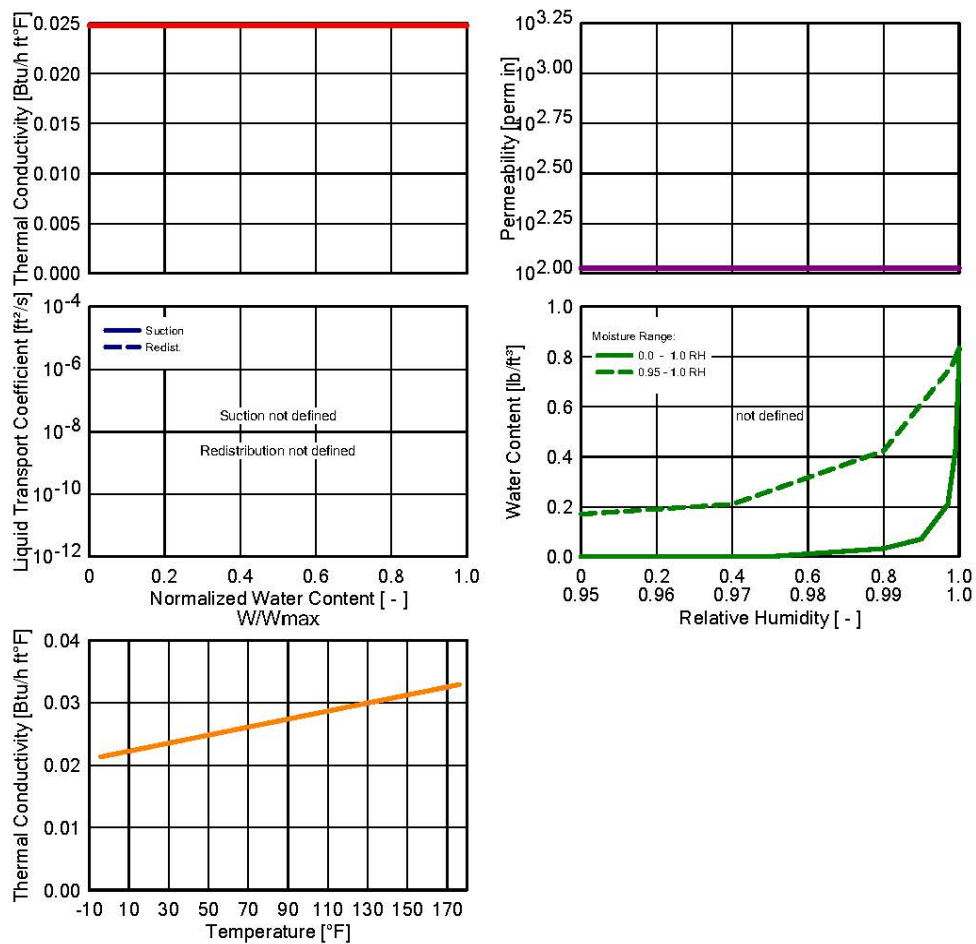 Thermal Conductivity [Btu/h ft°F]
0.025
0.020
0.015
0.010
0.005
0.000
Permeability [perm in]
10^3.25
10^3.00
10^2.75
10^2.50
10^2.25
10^2.00
Liquid Transport Coefficient [ft²/s]
10^-4
10^-6
10^-8
10^-10
10^-12
Suction
Redist.
Suction not defined
Redistribution not defined
0 0.2 0.4 0.6 0.8 1.0
Normalized Water Content [ - ]
W/Wmax
Water Content [lb/ft³]
1.0
0.8
0.6
0.4
0.2
0.0
Moisture Range:
0.0 - 1.0 RH
0.95 - 1.0 RH
not defined
0 0.2 0.4 0.6 0.8 1.0
0.95 0.96 0.97 0.98 0.99 1.0
Relative Humidity [ - ]
Thermal Conductivity [Btu/h ft°F]
0.04
0.03
0.02
0.01
0.00
-10 10 30 50 70 90 110 130 150 170
Temperature [°F]